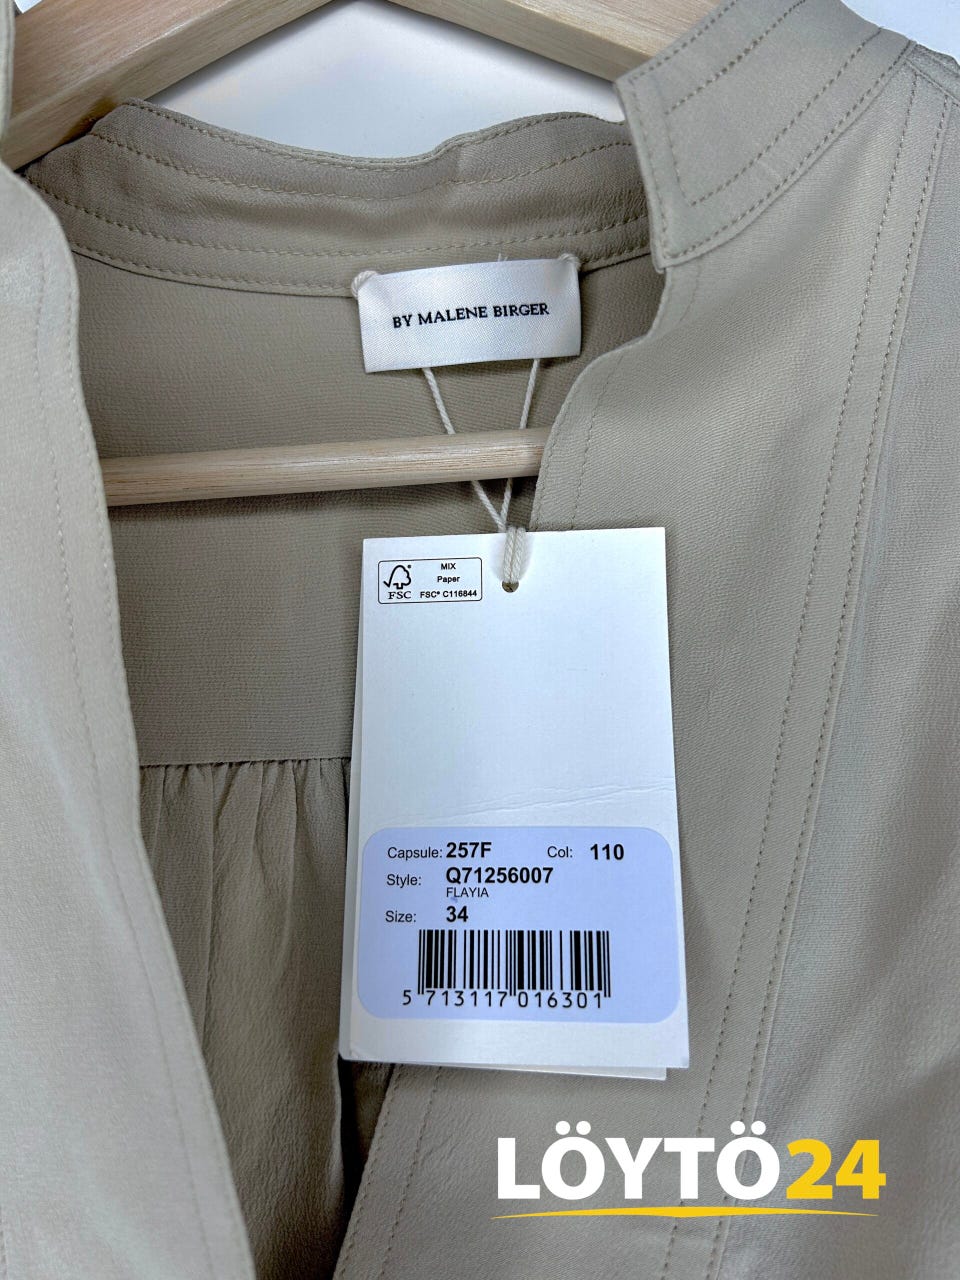 BY MALENE BIRGER
MIX
Paper
FSC
FSC® C116844
Capsule: 257F Col: 110
Style: Q71256007
FLAYIA
Size: 34
5 713117 016301
LÖYTÖ24